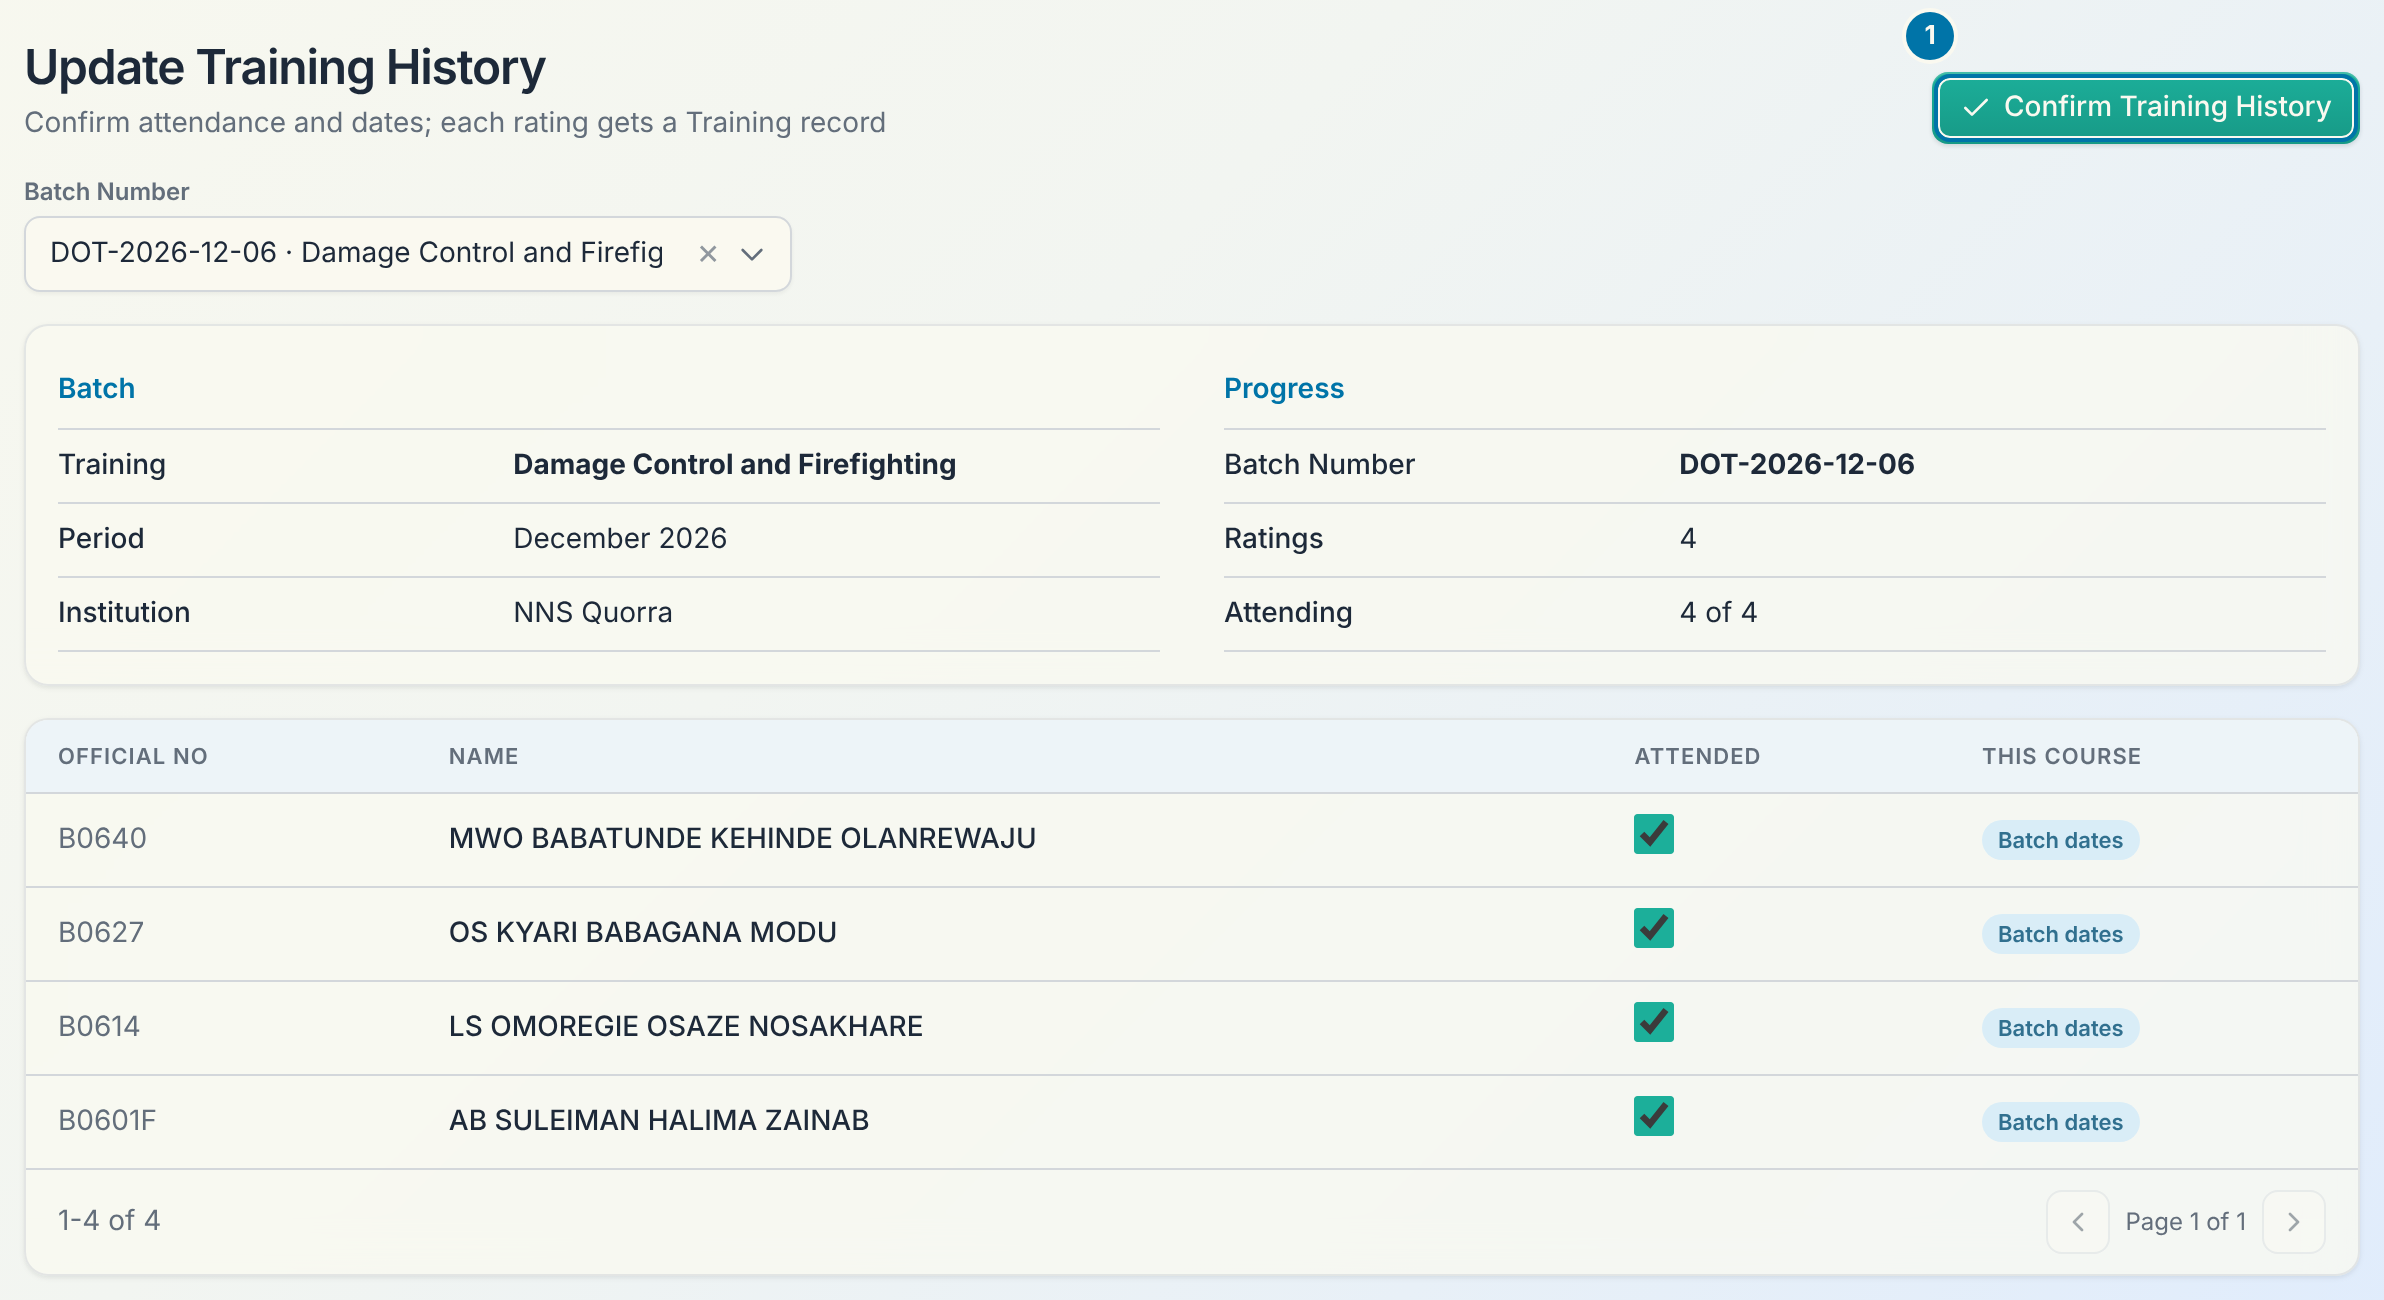 1
Update Training History
Confirm attendance and dates; each rating gets a Training record
Confirm Training History
Batch Number
DOT-2026-12-06 · Damage Control and Firefig
Batch
Progress
Training Damage Control and Firefighting
Batch Number DOT-2026-12-06
Period December 2026
Ratings 4
Institution NNS Quorra
Attending 4 of 4
OFFICIAL NO NAME ATTENDED THIS COURSE
B0640 MWO BABATUNDE KEHINDE OLANREWAJU Batch dates
B0627 OS KYARI BABAGANA MODU Batch dates
B0614 LS OMOREGIE OSAZE NOSAKHARE Batch dates
B0601F AB SULEIMAN HALIMA ZAINAB Batch dates
1-4 of 4 Page 1 of 1